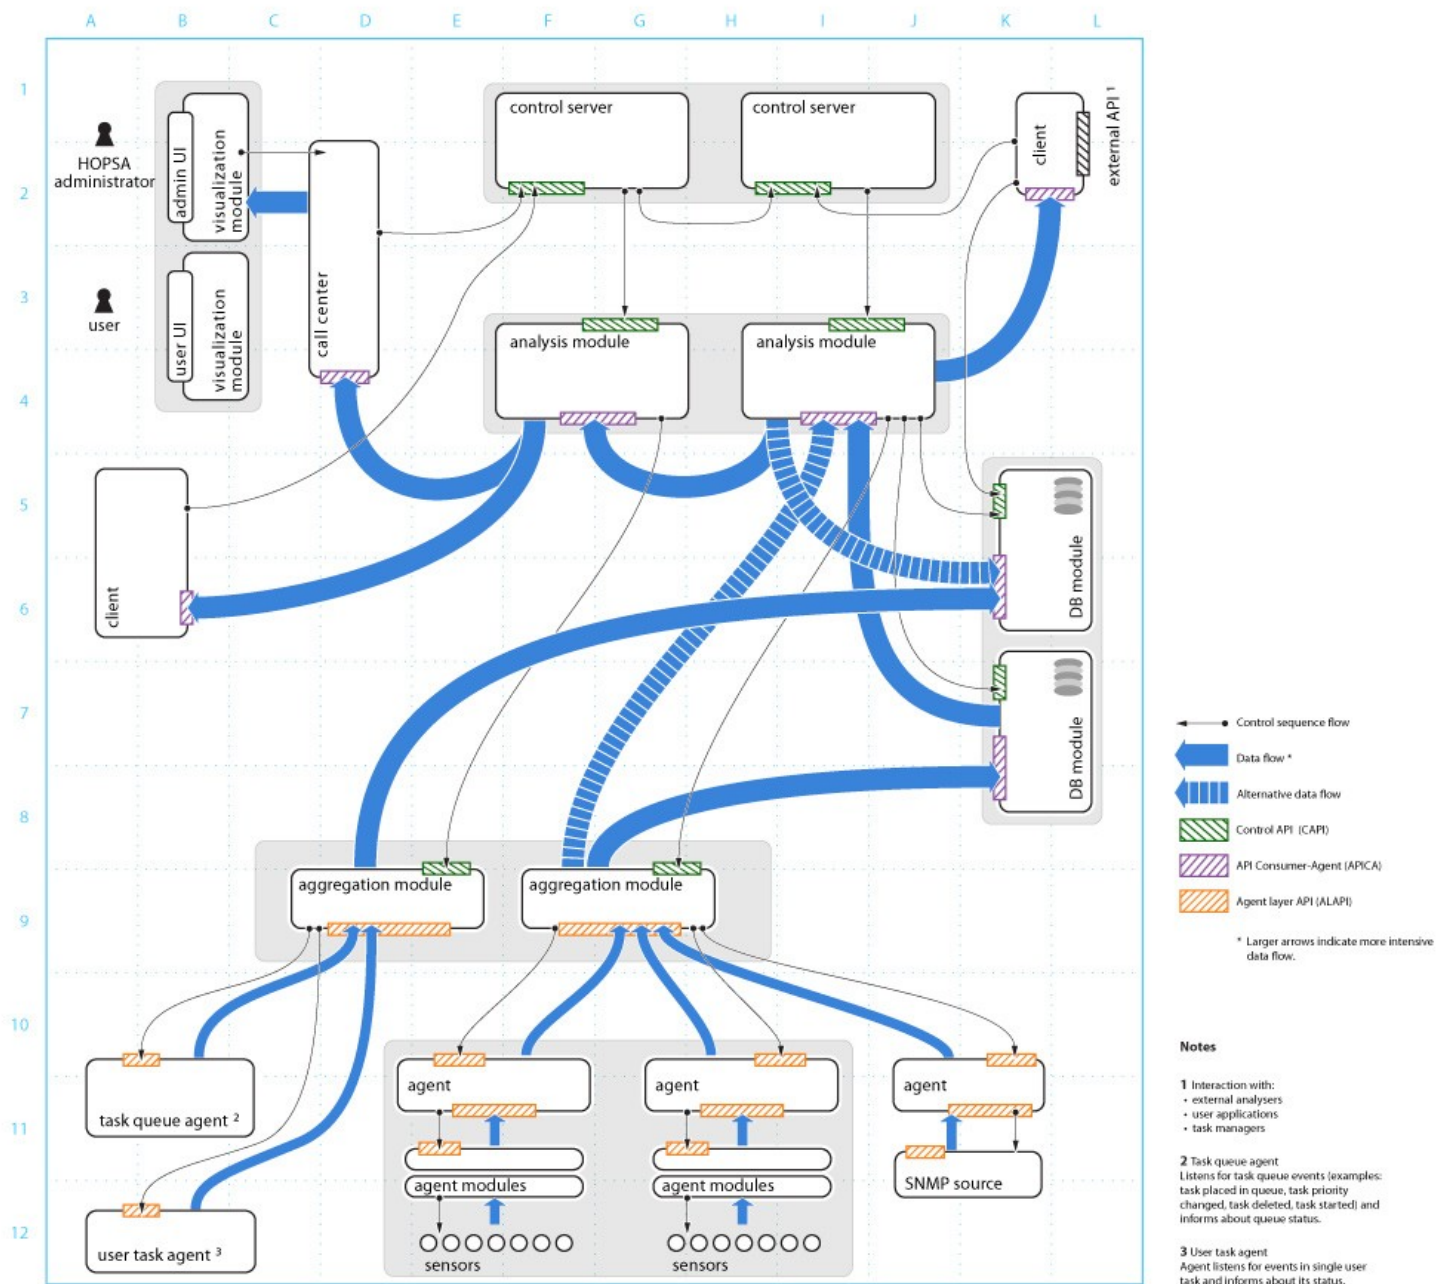 A B C D E F G H I J K L
1
2
3
4
5
6
7
8
9
10
11
12
HOPSA
administrator
user
admin UI
visualization
module
user UI
visualization
module
call center
control server
control server
client
external API 1
analysis module
analysis module
client
DB module
DB module
aggregation module
aggregation module
task queue agent 2
user task agent 3
agent
agent modules
sensors
agent
agent modules
sensors
agent
SNMP source
Control sequence flow
Data flow *
Alternative data flow
Control API (CAPI)
API Consumer-Agent (APICA)
Agent layer API (ALAPI)
* Larger arrows indicate more intensive
data flow.
Notes
1 Interaction with:
• external analysers
• user applications
• task managers
2 Task queue agent
Listens for task queue events (examples:
task placed in queue, task priority
changed, task deleted, task started) and
informs about queue status.
3 User task agent
Agent listens for events in single user
task and informs about its status.